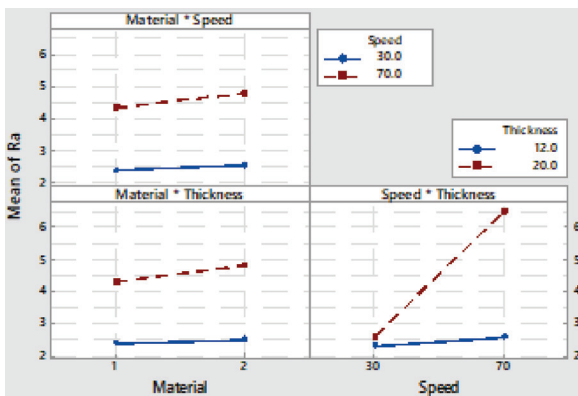 Material * Speed
Speed
30.0
70.0
Thickness
12.0
20.0
Mean of Ra
6
5
4
3
2
Material * Thickness
Speed * Thickness
6
5
4
3
2
6
5
4
3
2
1
2
30
70
Material
Speed